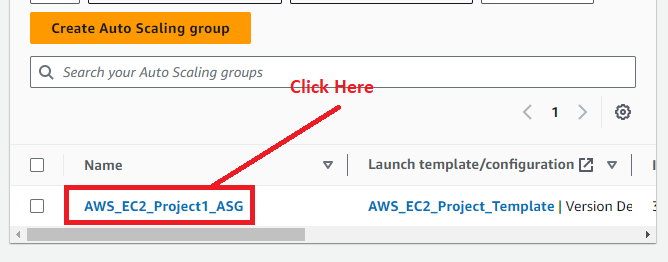 Create Auto Scaling group
Search your Auto Scaling groups
Click Here
1
Name
Launch template/configuration
AWS_EC2_Project1_ASG
AWS_EC2_Project_Template | Version De